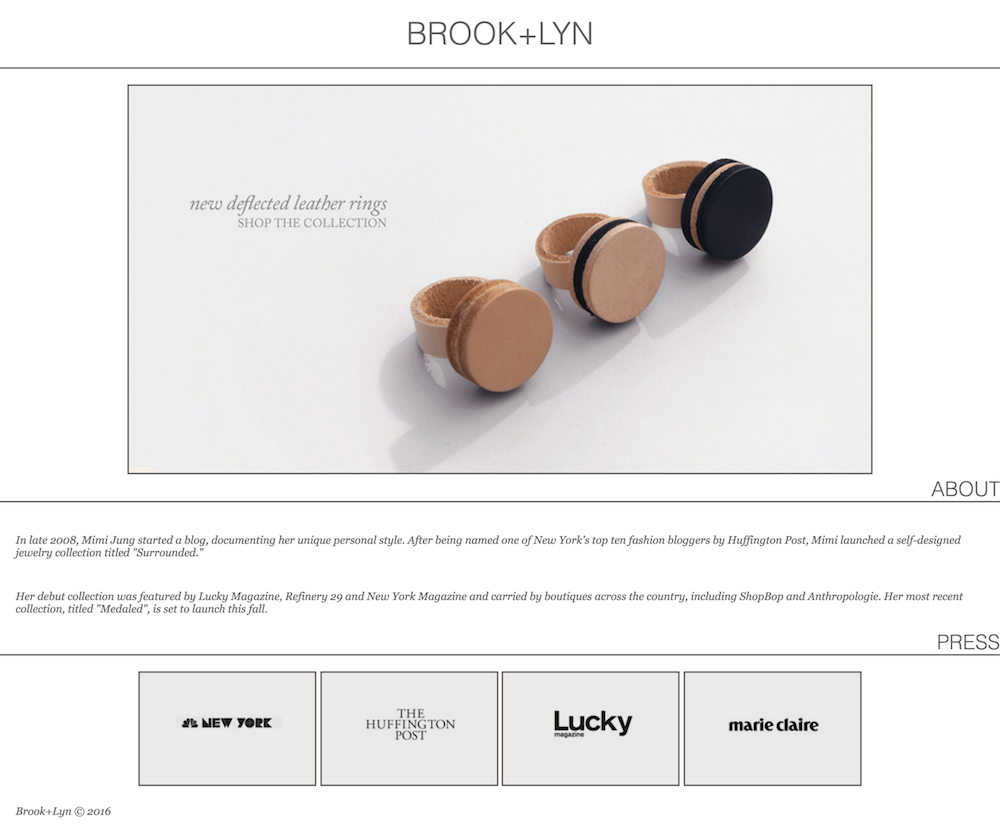 BROOK+LYN
new deflected leather rings
SHOP THE COLLECTION
ABOUT
In late 2008, Mimi Jung started a blog, documenting her unique personal style. After being named one of New York's top ten fashion bloggers by Huffington Post, Mimi launched a self-designed
jewelry collection titled "Surrounded."
Her debut collection was featured by Lucky Magazine, Refinery 29 and New York Magazine and carried by boutiques across the country, including ShopBop and Anthropologie. Her most recent
collection, titled "Medaled", is set to launch this fall.
PRESS
NEW YORK
THE
HUFFINGTON
POST
Lucky
magazine
marie claire
Brook+Lyn © 2016